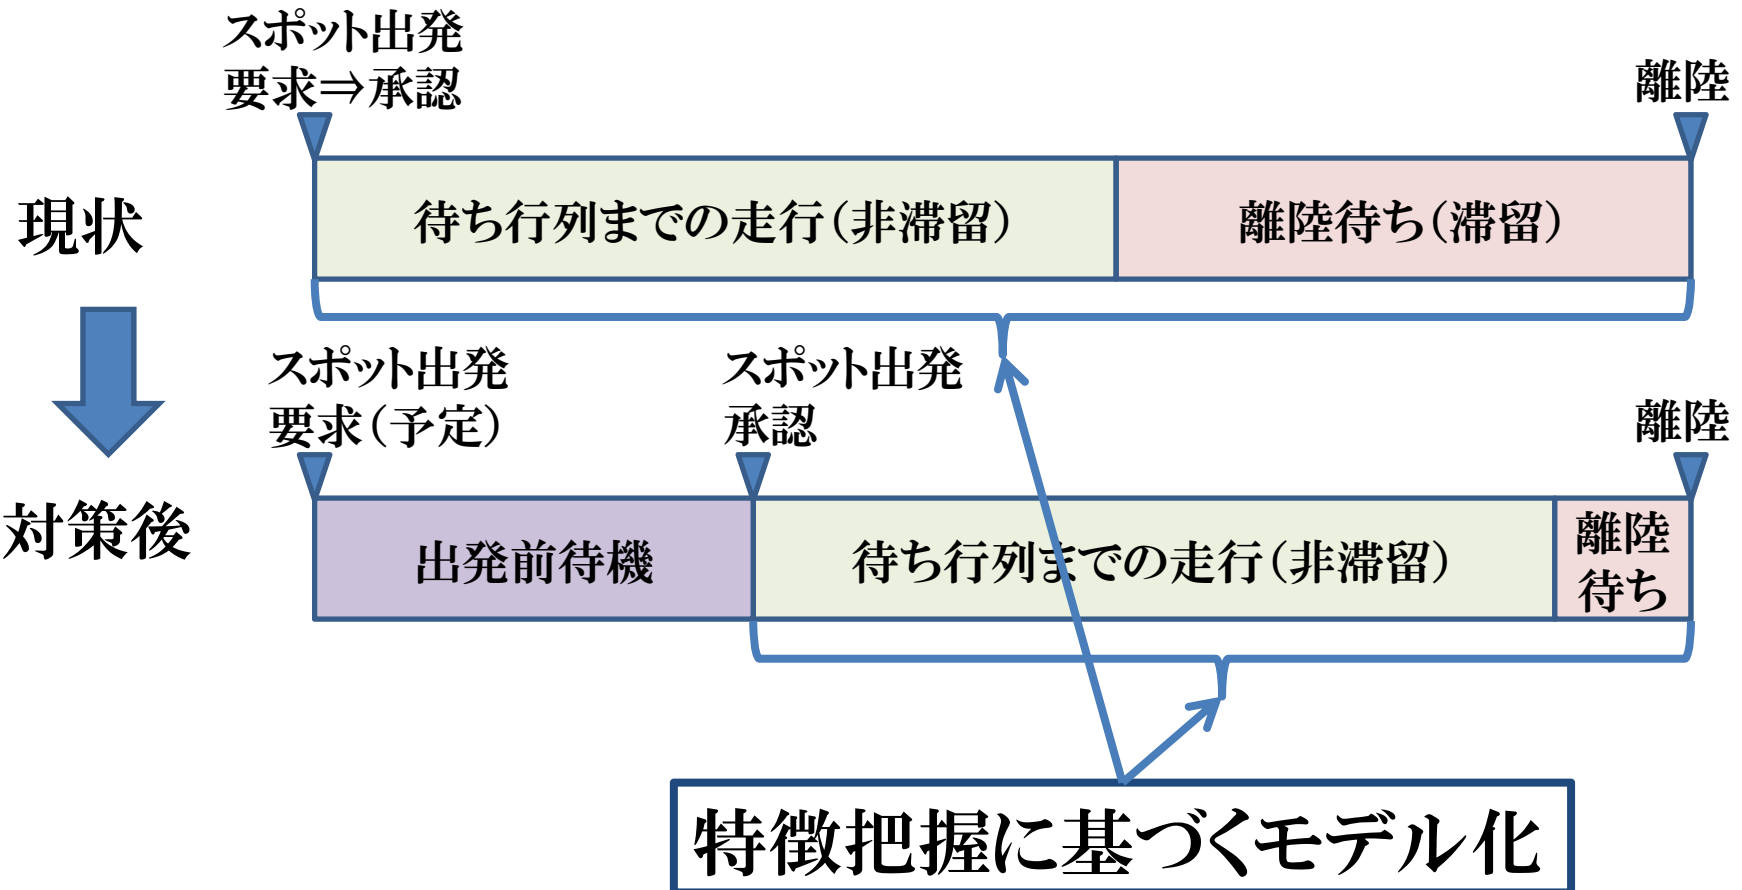 スポット出発
要求⇒承認
離陸
現状
待ち行列までの走行(非滞留)
離陸待ち(滞留)
スポット出発
要求(予定)
スポット出発
承認
離陸
対策後
出発前待機
待ち行列までの走行(非滞留)
離陸
待ち
特徴把握に基づくモデル化